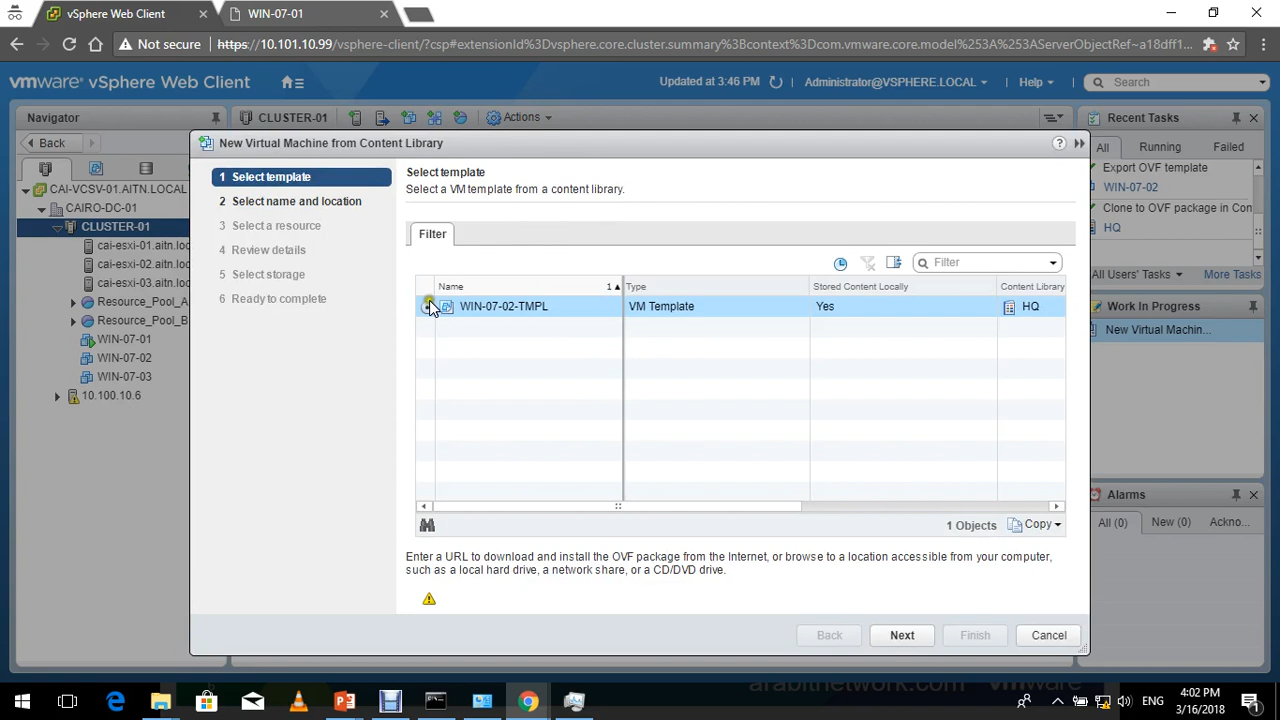 vSphere Web Client
WIN-07-01
Not secure
https://10.101.10.99/vsphere-client/?csp#extensionId%3Dvsphere.core.cluster.summary%3Bcontext%3Dcom.vmware.core.model%253A%253AServerObjectRef~a18dff1...
vmware vSphere Web Client
Updated at 3:46 PM
Administrator@VSPHERE.LOCAL
Help
Search
Navigator
CLUSTER-01
Actions
Recent Tasks
Back
All
Running
Failed
CAI-VCSV-01.AITN.LOCAL
CAIRO-DC-01
CLUSTER-01
cai-esxi-01.aitn.loc
cai-esxi-02.aitn.loc
cai-esxi-03.aitn.loc
Resource_Pool_A
Resource_Pool_B
WIN-07-01
WIN-07-02
WIN-07-03
10.100.10.6
New Virtual Machine from Content Library
1 Select template
2 Select name and location
3 Select a resource
4 Review details
5 Select storage
6 Ready to complete
Select template
Select a VM template from a content library.
Filter
Filter
Name 1 Type Stored Content Locally Content Library
WIN-07-02-TMPL VM Template Yes HQ
1 Objects Copy
Enter a URL to download and install the OVF package from the Internet, or browse to a location accessible from your computer,
such as a local hard drive, a network share, or a CD/DVD drive.
Back Next Finish Cancel
Export OVF template
WIN-07-02
Clone to OVF package in Con
HQ
All Users' Tasks
More Tasks
Work In Progress
New Virtual Machin...
Alarms
All (0) New (0) Ackno...
arabitnetwork.com
ENG
4:02 PM
3/16/2018
1